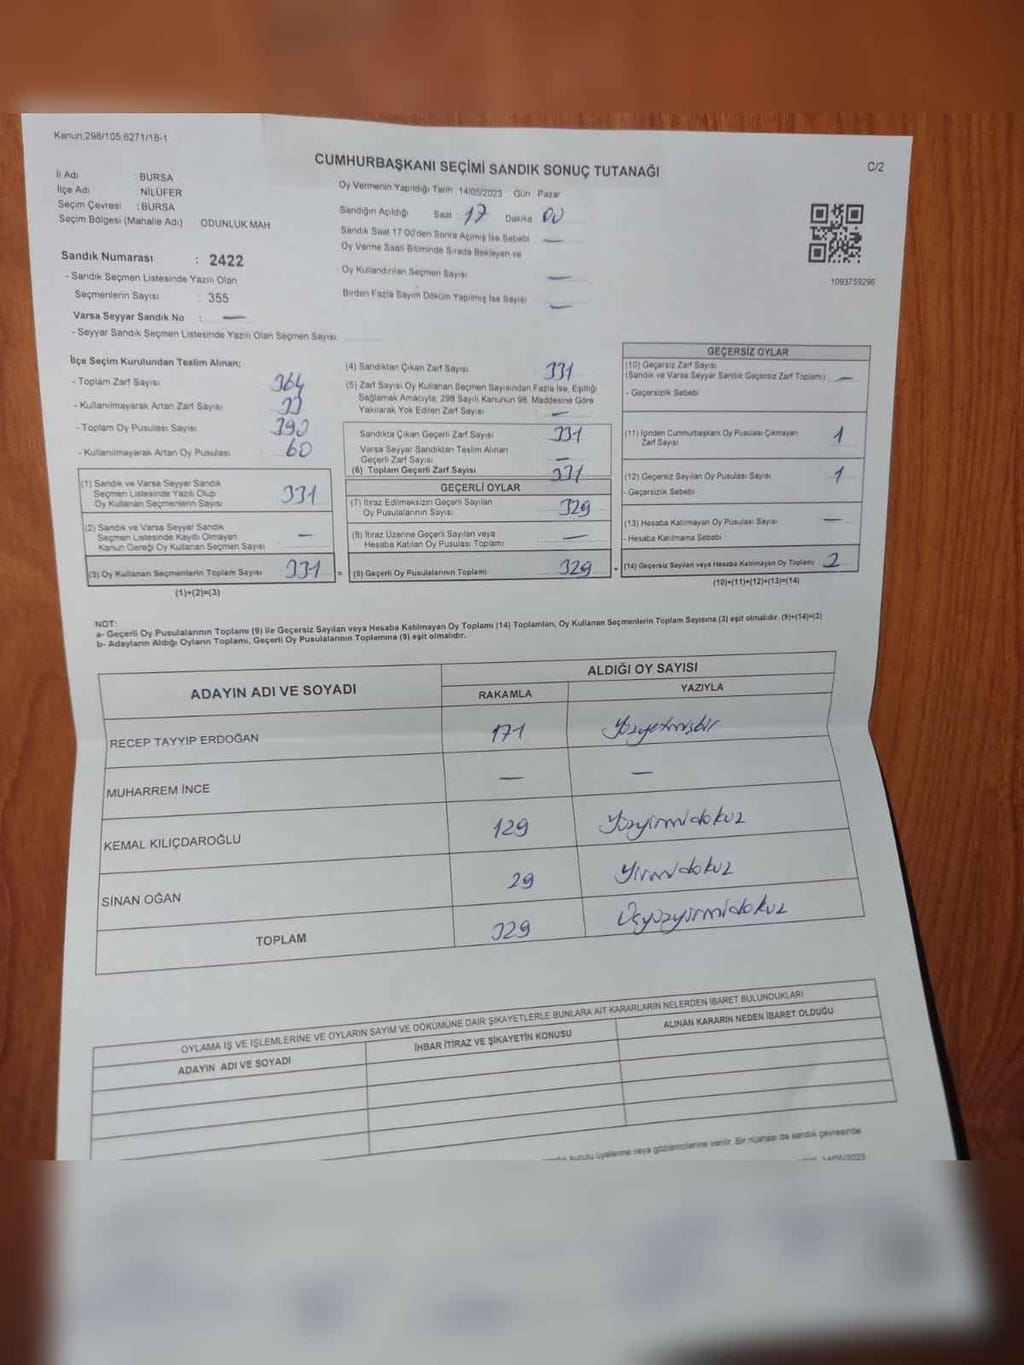 Kanun:298/105;6271/18-1
CUMHURBAŞKANI SEÇİMİ SANDIK SONUÇ TUTANAĞI
C/2
İl Adı : BURSA
İlçe Adı NİLÜFER
Seçim Çevresi : BURSA
Seçim Bölgesi (Mahalle Adı) ODUNLUK MAH
Oy Vermenin Yapıldığı Tarih :14/05/2023 Gün Pazar
Sandığın Açıldığı Saat : 17 Dakika 00
Sandık Saat 17:00'den Sonra Açılmış İse Sebebi —
Oy Verme Saati Bitiminde Sırada Bekleyen ve
Oy Kullandırılan Seçmen Sayısı —
Birden Fazla Sayım Döküm Yapılmış İse Sayısı —
1093759296
Sandık Numarası : 2422
- Sandık Seçmen Listesinde Yazılı Olan
Seçmenlerin Sayısı : 355
Varsa Seyyar Sandık No : —
- Seyyar Sandık Seçmen Listesinde Yazılı Olan Seçmen Sayısı:
İlçe Seçim Kurulundan Teslim Alınan;
- Toplam Zarf Sayısı 364
- Kullanılmayarak Artan Zarf Sayısı 33
- Toplam Oy Pusulası Sayısı 390
- Kullanılmayarak Artan Oy Pusulası 60
(1) Sandık ve Varsa Seyyar Sandık
Seçmen Listesinde Yazılı Olup
Oy Kullanan Seçmenlerin Sayısı 331
(2) Sandık ve Varsa Seyyar Sandık
Seçmen Listesinde Kayıtlı Olmayan
Kanun Gereği Oy Kullanan Seçmen Sayısı —
(3) Oy Kullanan Seçmenlerin Toplam Sayısı 331 =
(1)+(2)=(3)
(4) Sandıktan Çıkan Zarf Sayısı 331
(5) Zarf Sayısı Oy Kullanan Seçmen Sayısından Fazla İse, Eşitliği
Sağlamak Amacıyla, 298 Sayılı Kanunun 98. Maddesine Göre
Yakılarak Yok Edilen Zarf Sayısı —
Sandıkta Çıkan Geçerli Zarf Sayısı 331
Varsa Seyyar Sandıktan Teslim Alınan
Geçerli Zarf Sayısı —
(6) Toplam Geçerli Zarf Sayısı 331
GEÇERLİ OYLAR
(7) İtiraz Edilmeksizin Geçerli Sayılan
Oy Pusulalarının Sayısı 329
(8) İtiraz Üzerine Geçerli Sayılan veya
Hesaba Katılan Oy Pusulası Toplamı —
(9) Geçerli Oy Pusulalarının Toplamı 329 +
GEÇERSİZ OYLAR
(10) Geçersiz Zarf Sayısı
(Sandık ve Varsa Seyyar Sandık Geçersiz Zarf Toplamı) —
- Geçersizlik Sebebi
(11) İçinden Cumhurbaşkanı Oy Pusulası Çıkmayan
Zarf Sayısı 1
(12) Geçersiz Sayılan Oy Pusulası Sayısı 1
- Geçersizlik Sebebi
(13) Hesaba Katılmayan Oy Pusulası Sayısı —
- Hesaba Katılmama Sebebi
(14) Geçersiz Sayılan veya Hesaba Katılmayan Oy Toplamı 2
(10)+(11)+(12)+(13)=(14)
NOT:
a- Geçerli Oy Pusulalarının Toplamı (9) ile Geçersiz Sayılan veya Hesaba Katılmayan Oy Toplamı (14) Toplamları, Oy Kullanan Seçmenlerin Toplam Sayısına (3) eşit olmalıdır. (9)+(14)=(3)
b- Adayların Aldığı Oyların Toplamı, Geçerli Oy Pusulalarının Toplamına (9) eşit olmalıdır.
ADAYIN ADI VE SOYADI ALDIĞI OY SAYISI
RAKAMLA YAZIYLA
RECEP TAYYİP ERDOĞAN 171 Yüzyetmişbir
MUHARREM İNCE — —
KEMAL KILIÇDAROĞLU 129 Yüzyirmidokuz
SİNAN OĞAN 29 Yirmidokuz
TOPLAM 329 Üçyüzyirmidokuz
OYLAMA İŞ VE İŞLEMLERİNE VE OYLARIN SAYIM VE DÖKÜMÜNE DAİR ŞİKAYETLERLE BUNLARA AİT KARARLARIN NELERDEN İBARET BULUNDUKLARI
ADAYIN ADI VE SOYADI İHBAR İTİRAZ VE ŞİKAYETİN KONUSU ALINAN KARARIN NEDEN İBARET OLDUĞU
kurulu üyelerine veya gözlemcilerine verilir. Bir nüshası da sandık çevresinde
14/05/2023